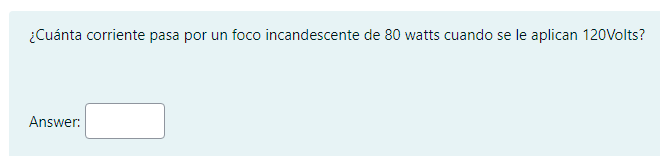 ¿Cuánta corriente pasa por un foco incandescente de 80 watts cuando se le aplican 120Volts?
Answer: